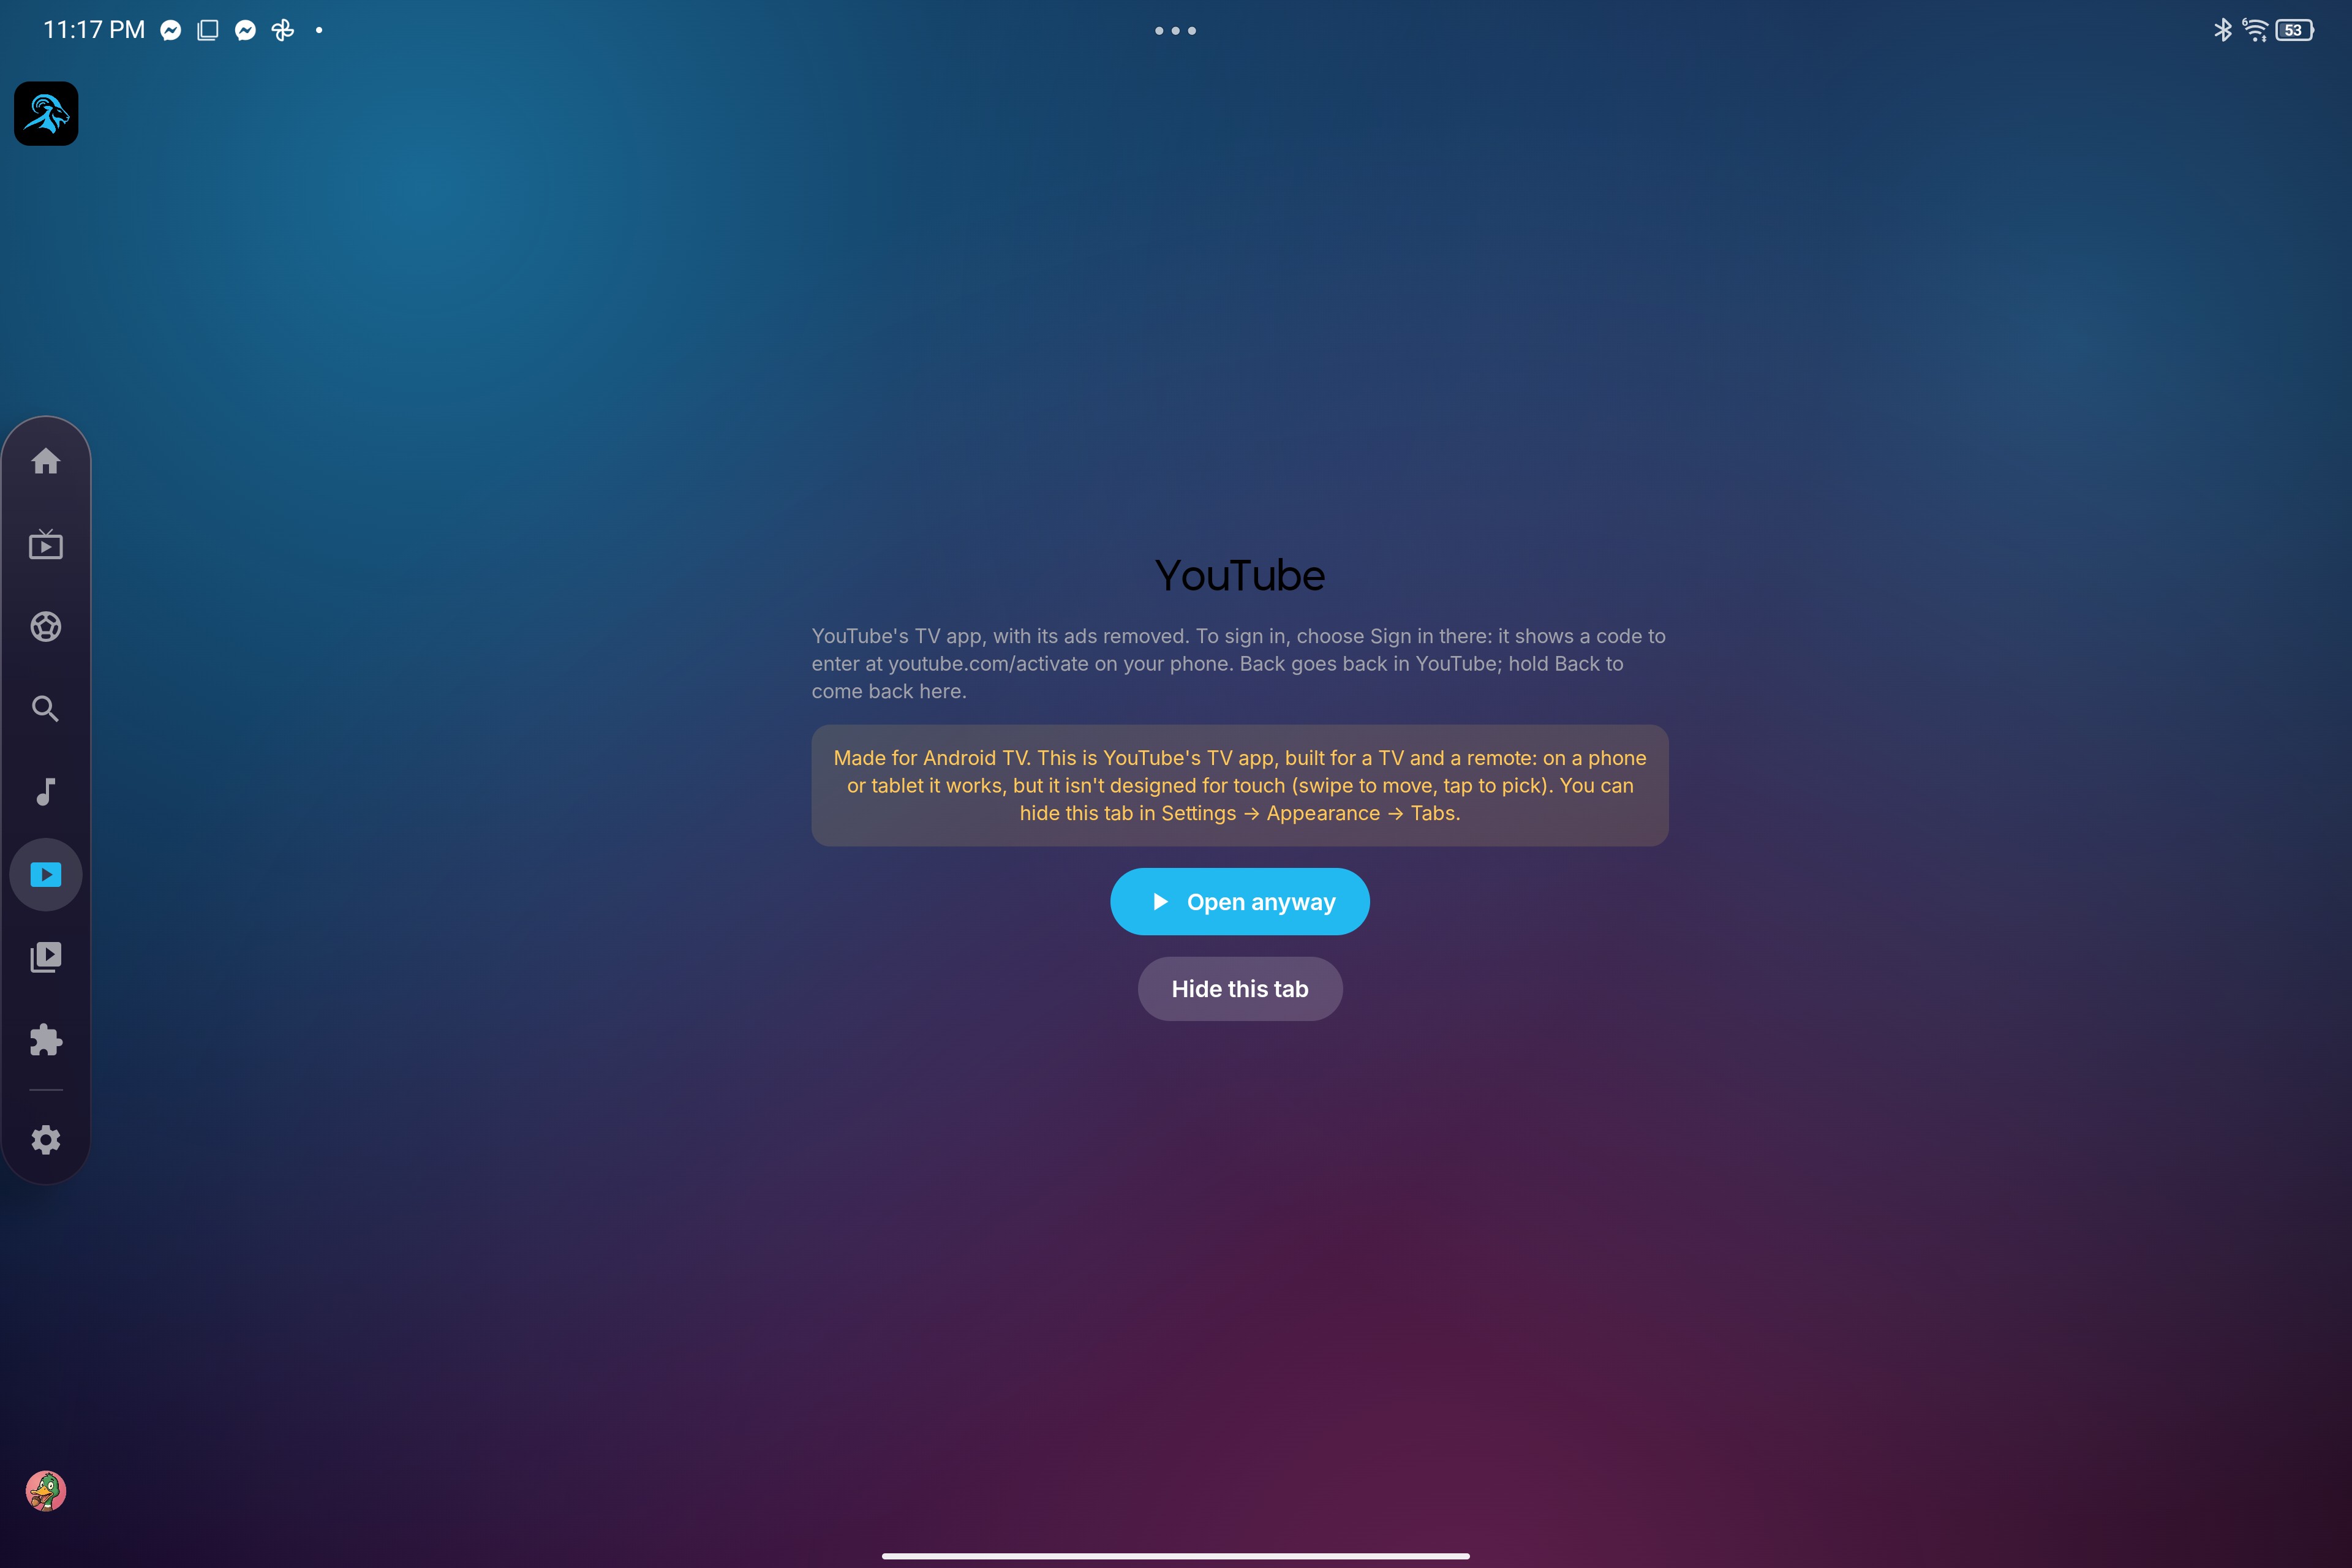 11:17 PM
6
53
YouTube
YouTube's TV app, with its ads removed. To sign in, choose Sign in there: it shows a code to
enter at youtube.com/activate on your phone. Back goes back in YouTube; hold Back to
come back here.
Made for Android TV. This is YouTube's TV app, built for a TV and a remote: on a phone
or tablet it works, but it isn't designed for touch (swipe to move, tap to pick). You can
hide this tab in Settings → Appearance → Tabs.
Open anyway
Hide this tab